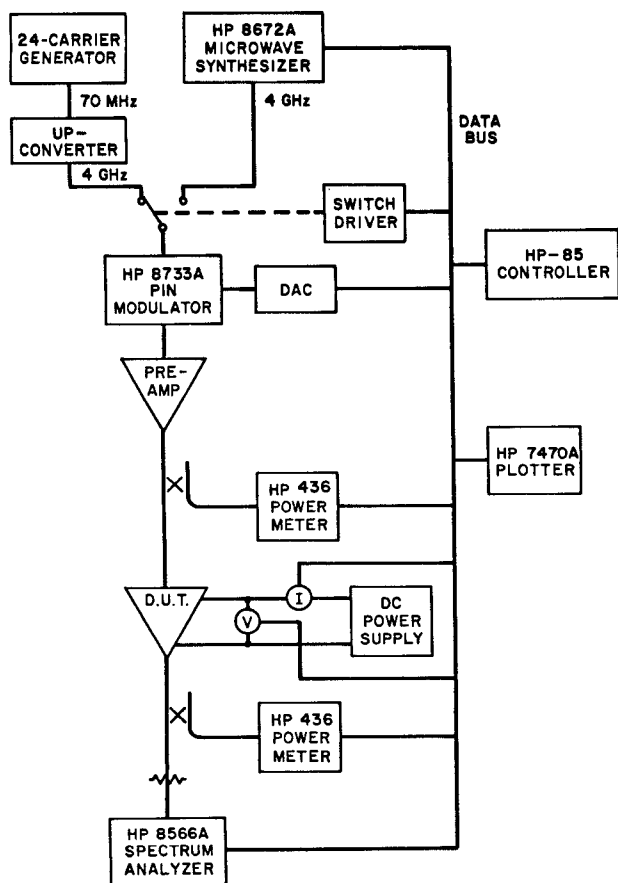 24-CARRIER
GENERATOR
HP 8672A
MICROWAVE
SYNTHESIZER
70 MHz
4 GHz
UP-
CONVERTER
4 GHz
DATA
BUS
SWITCH
DRIVER
HP-85
CONTROLLER
HP 8733A
PIN
MODULATOR
DAC
PRE-
AMP
HP 7470A
PLOTTER
HP 436
POWER
METER
D.U.T.
I
V
DC
POWER
SUPPLY
HP 436
POWER
METER
HP 8566A
SPECTRUM
ANALYZER